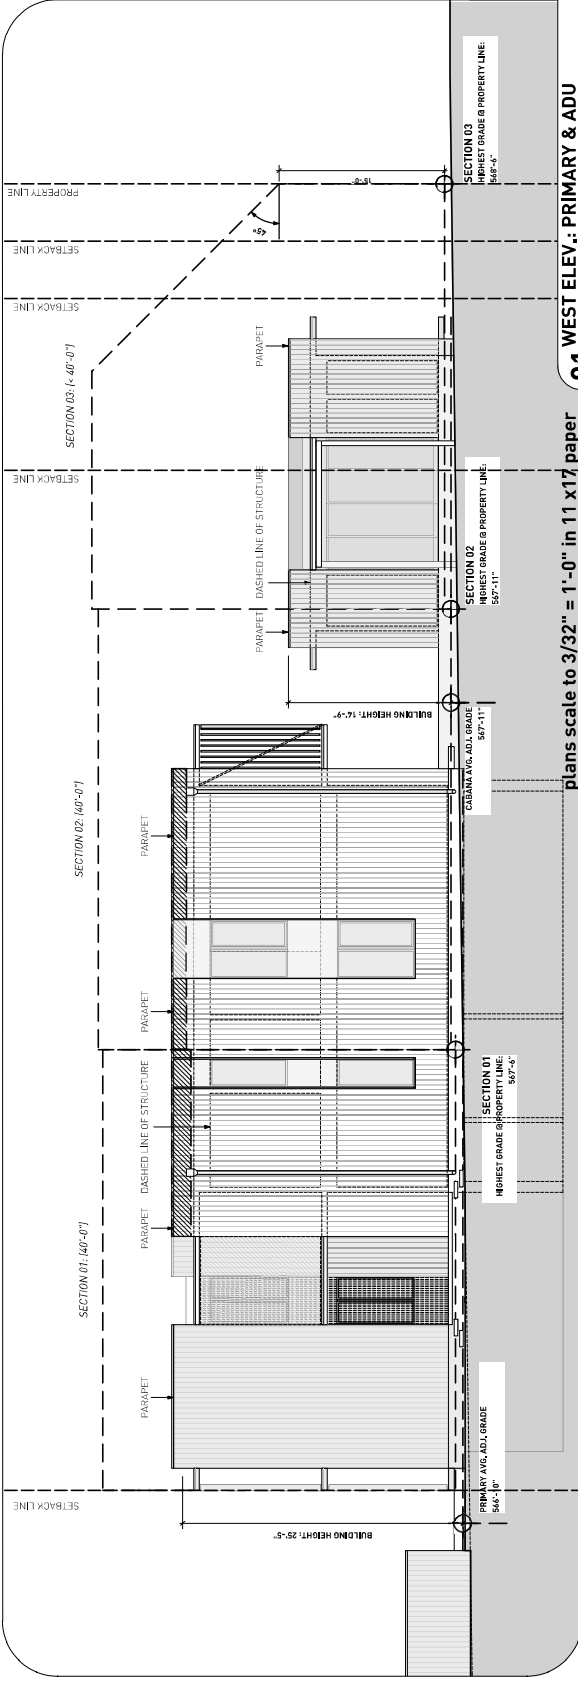 SETBACK LINE
SECTION 01: (40'-0")
SECTION 02: (40'-0")
SECTION 03: (< 40'-0")
SETBACK LINE
SETBACK LINE
SETBACK LINE
PROPERTY LINE
PARAPET
PARAPET
DASHED LINE OF STRUCTURE
PARAPET
PARAPET
PARAPET
DASHED LINE OF STRUCTURE
PARAPET
45°
15'-0"
BUILDING HEIGHT: 25'-5"
BUILDING HEIGHT: 14'-9"
PRIMARY AVG. ADJ. GRADE
566'-10"
SECTION 01
HIGHEST GRADE @ PROPERTY LINE:
567'-6"
CABANA AVG. ADJ. GRADE
567'-11"
SECTION 02
HIGHEST GRADE @ PROPERTY LINE:
567'-11"
SECTION 03
HIGHEST GRADE @ PROPERTY LINE:
568'-6"
WEST ELEV.: PRIMARY & ADU
plans scale to 3/32" = 1'-0" in 11 x17 paper